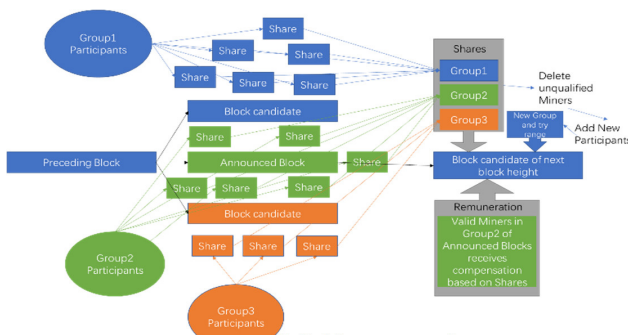 Group1
Participants
Share
Share
Share
Share
Share
Share
Share
Shares
Group1
Group2
Group3
Delete
unqualified
Miners
New Group
and try
range
Add New
Participants
Block candidate
Share
Share
Preceding Block
Announced Block
Share
Block candidate of next
block height
Share
Share
Share
Block candidate
Group2
Participants
Share
Share
Share
Group3
Participants
Remuneration
Valid Miners in
Group2 of
Announced Blocks
receives
compensation
based on Shares